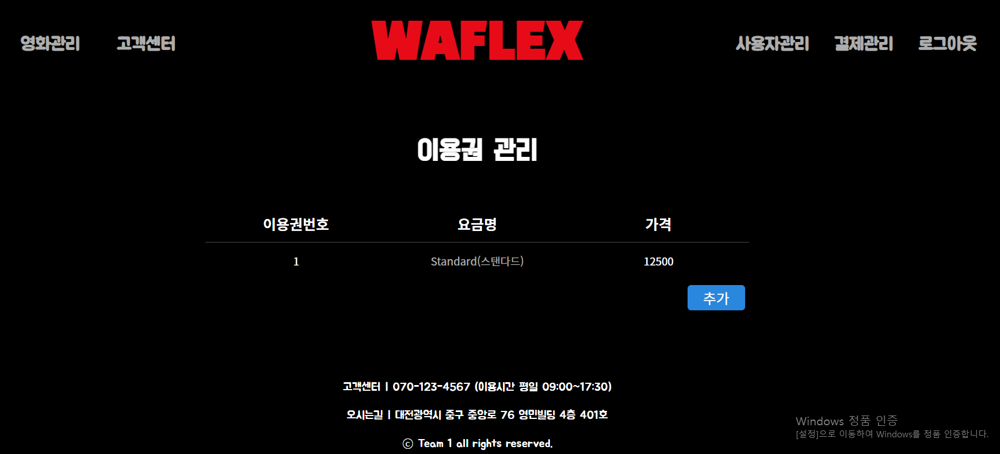 영화관리 고객센터 WAFLEX 사용자관리 결제관리 로그아웃
이용권 관리
이용권번호 요금명 가격
1 Standard(스탠다드) 12500
추가
고객센터 | 070-123-4567 (이용시간 평일 09:00~17:30)
오시는길 | 대전광역시 중구 중앙로 76 영민빌딩 4층 401호
ⓒ Team 1 all rights reserved.
Windows 정품 인증
[설정]으로 이동하여 Windows를 정품 인증합니다.